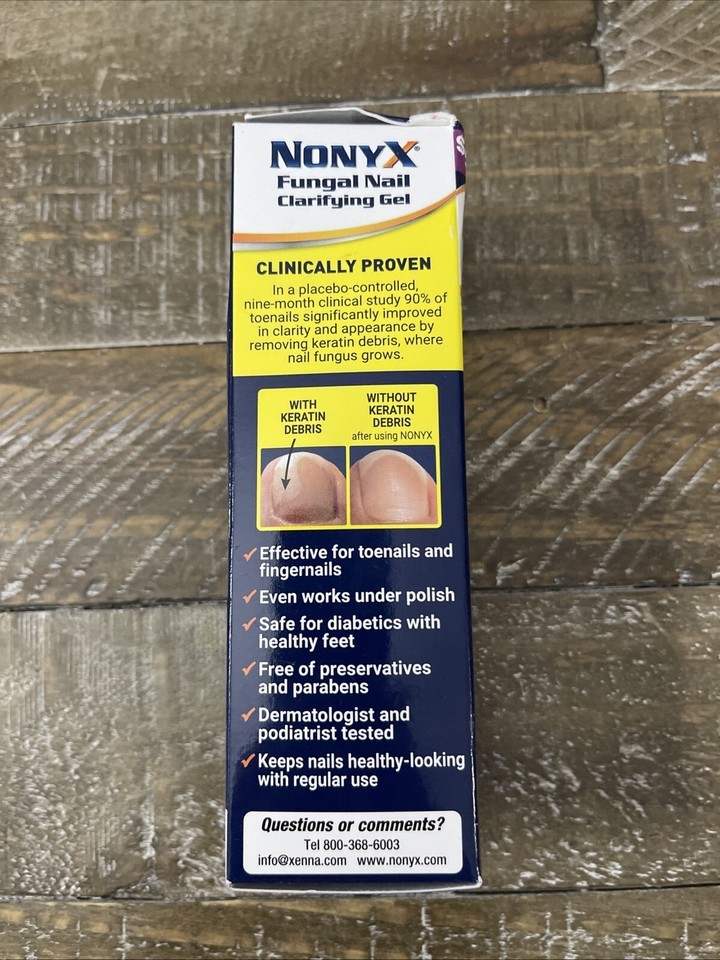 NONYX®
Fungal Nail
Clarifying Gel
CLINICALLY PROVEN
In a placebo-controlled,
nine-month clinical study 90% of
toenails significantly improved
in clarity and appearance by
removing keratin debris, where
nail fungus grows.
WITH
KERATIN
DEBRIS
WITHOUT
KERATIN
DEBRIS
after using NONYX
✓Effective for toenails and
fingernails
✓Even works under polish
✓Safe for diabetics with
healthy feet
✓Free of preservatives
and parabens
✓Dermatologist and
podiatrist tested
✓Keeps nails healthy-looking
with regular use
Questions or comments?
Tel 800-368-6003
info@xenna.com www.nonyx.com